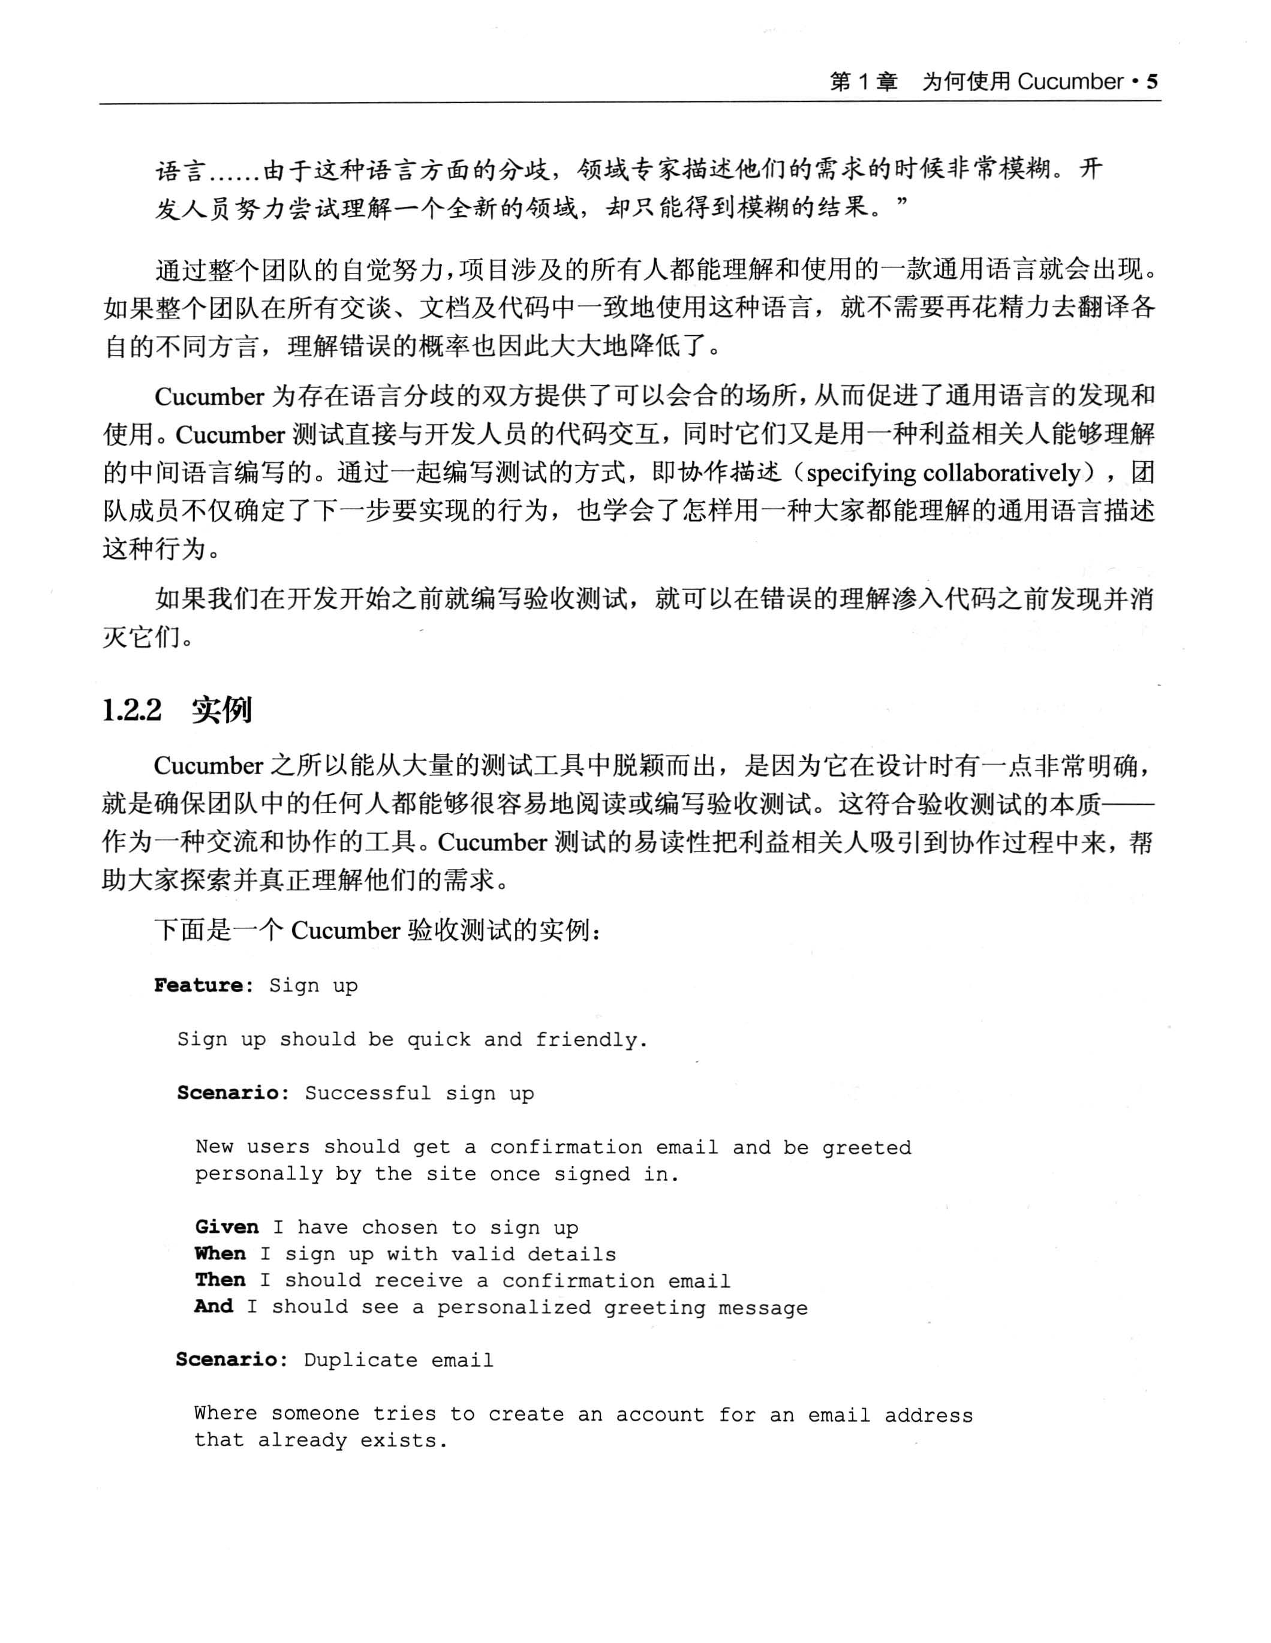 第 1 章 为何使用 Cucumber • 5
语言……由于这种语言方面的分歧，领域专家描述他们的需求的时候非常模糊。开
发人员努力尝试理解一个全新的领域，却只能得到模糊的结果。”
通过整个团队的自觉努力，项目涉及的所有人都能理解和使用的一款通用语言就会出现。
如果整个团队在所有交谈、文档及代码中一致地使用这种语言，就不需要再花精力去翻译各
自的不同方言，理解错误的概率也因此大大地降低了。
Cucumber 为存在语言分歧的双方提供了可以会合的场所，从而促进了通用语言的发现和
使用。Cucumber 测试直接与开发人员的代码交互，同时它们又是用一种利益相关人能够理解
的中间语言编写的。通过一起编写测试的方式，即协作描述（specifying collaboratively），团
队成员不仅确定了下一步要实现的行为，也学会了怎样用一种大家都能理解的通用语言描述
这种行为。
如果我们在开发开始之前就编写验收测试，就可以在错误的理解渗入代码之前发现并消
灭它们。
1.2.2 实例
Cucumber 之所以能从大量的测试工具中脱颖而出，是因为它在设计时有一点非常明确，
就是确保团队中的任何人都能够很容易地阅读或编写验收测试。这符合验收测试的本质——
作为一种交流和协作的工具。Cucumber 测试的易读性把利益相关人吸引到协作过程中来，帮
助大家探索并真正理解他们的需求。
下面是一个 Cucumber 验收测试的实例：
Feature: Sign up
Sign up should be quick and friendly.
Scenario: Successful sign up
New users should get a confirmation email and be greeted
personally by the site once signed in.
Given I have chosen to sign up
When I sign up with valid details
Then I should receive a confirmation email
And I should see a personalized greeting message
Scenario: Duplicate email
Where someone tries to create an account for an email address
that already exists.